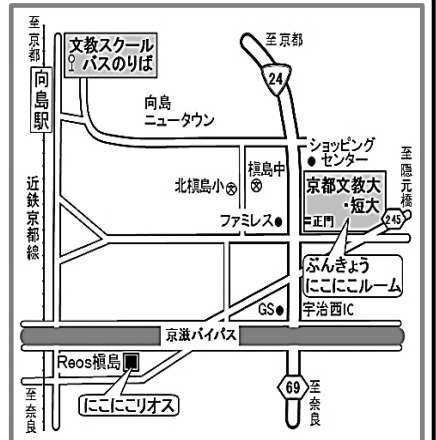 至京都
文教スクール
バスのりば
至京都
24
向島駅
向島
ニュータウン
ショッピング
センター
至隠元橋
槇島中
北槇島小
京都文教大
・短大
245
近鉄京都線
ファミレス
正門
ぶんきょう
にこにこルーム
GS
宇治西IC
京滋バイパス
Reos槇島
69
至奈良
にこにこリオス
至奈良